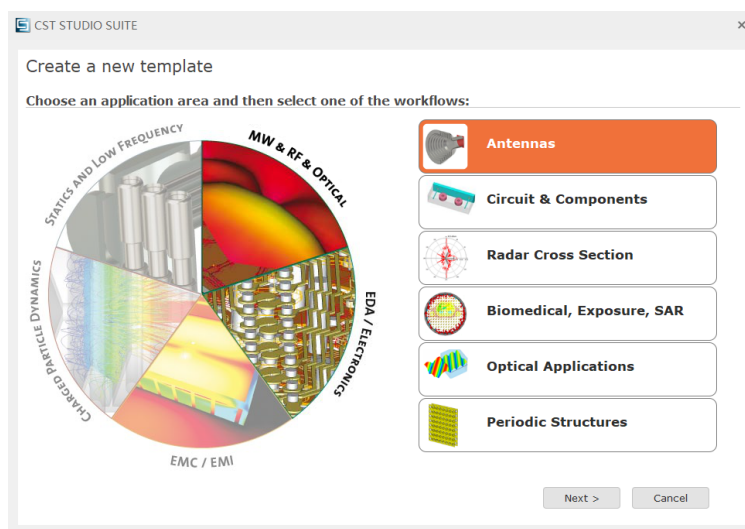 CST STUDIO SUITE
Create a new template
Choose an application area and then select one of the workflows:
STATICS AND LOW FREQUENCY
MW & RF & OPTICAL
EDA / ELECTRONICS
EMC / EMI
CHARGED PARTICLE DYNAMICS
Antennas
Circuit & Components
Radar Cross Section
Biomedical, Exposure, SAR
Optical Applications
Periodic Structures
Next >
Cancel